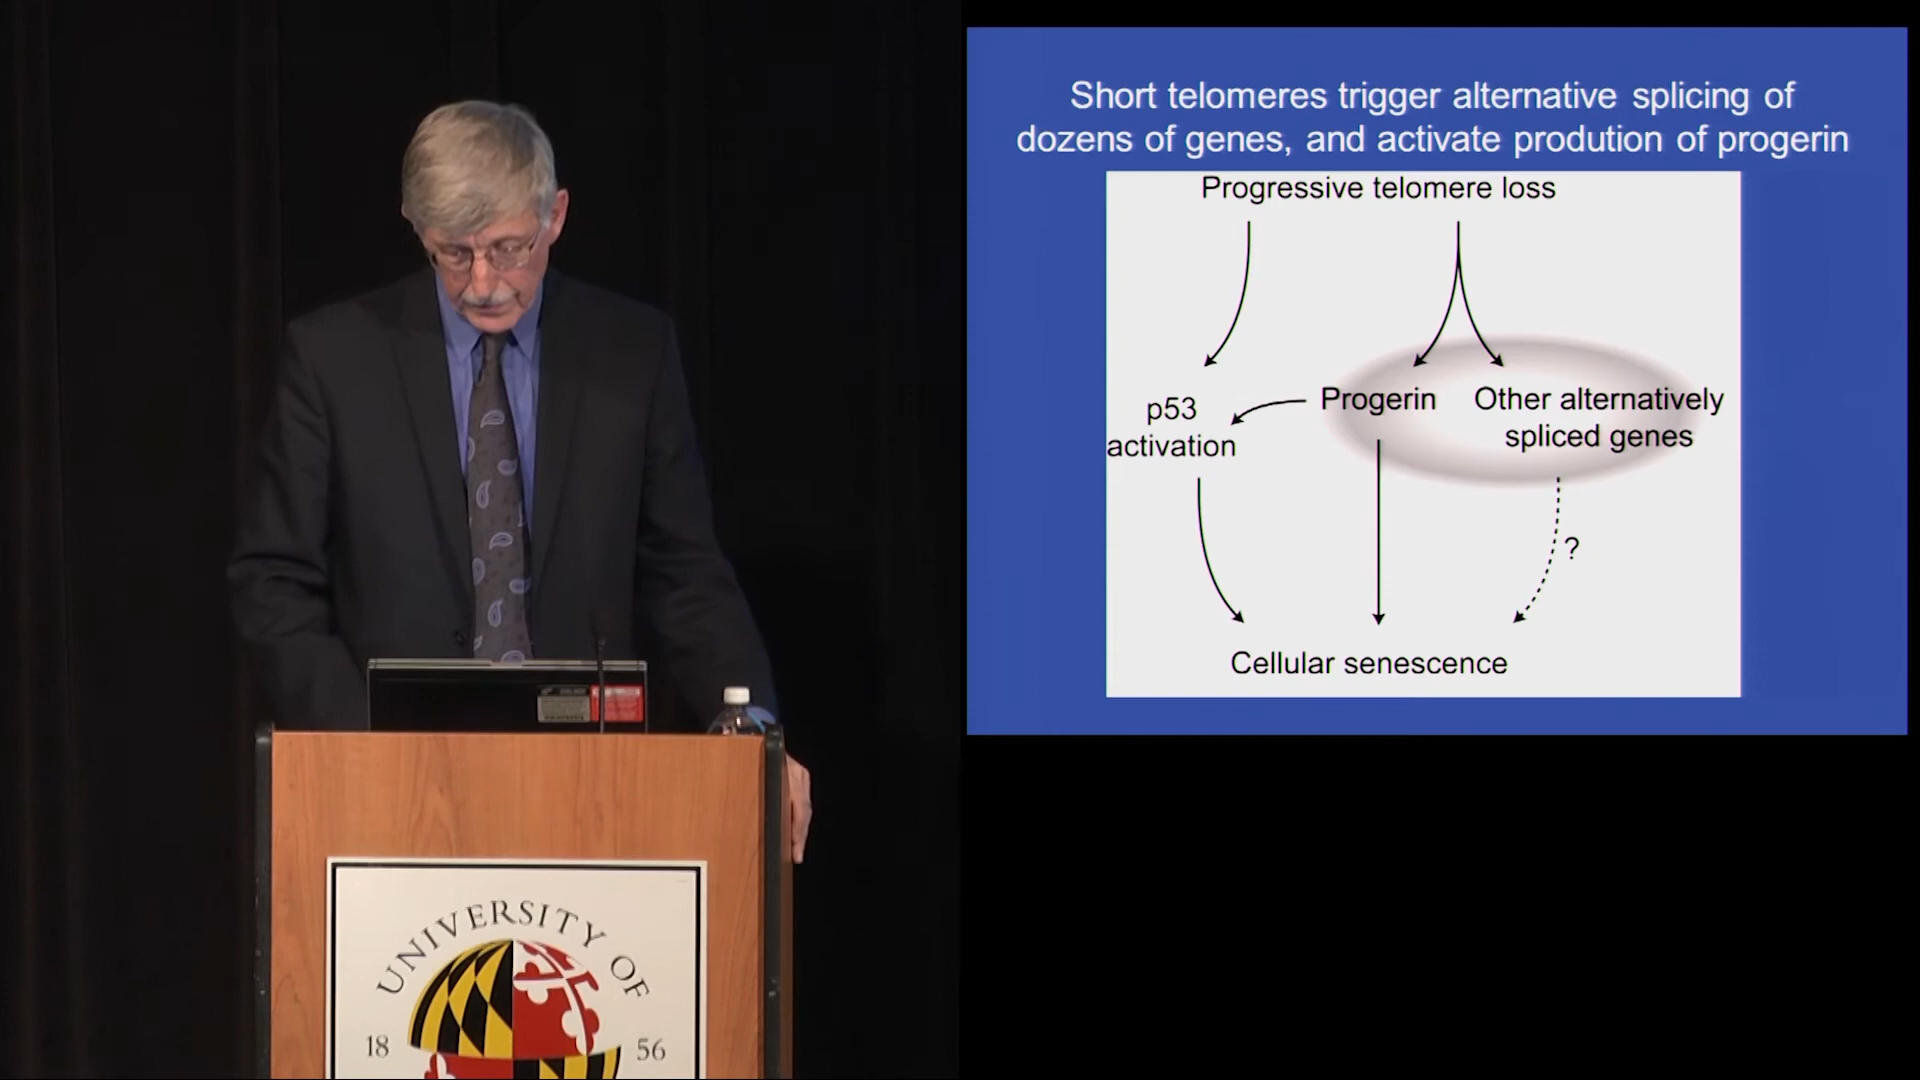 Short telomeres trigger alternative splicing of
dozens of genes, and activate prodution of progerin
Progressive telomere loss
p53
activation
Progerin
Other alternatively
spliced genes
?
Cellular senescence
UNIVERSITY OF
18 56